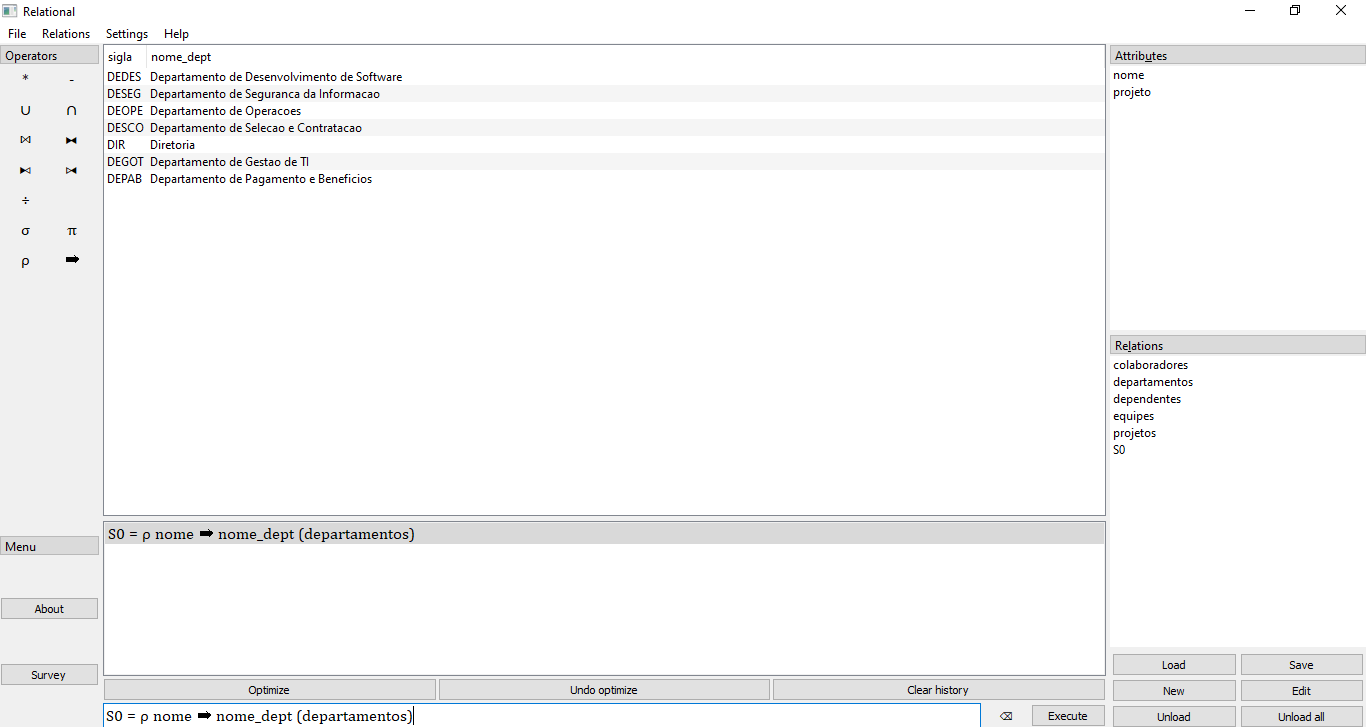 Relational
File Relations Settings Help
Operators
* -
∪ ∩
⋈ ⧓
⧑ ⧒
÷
σ π
ρ ➡
Menu
About
Survey
sigla nome_dept
DEDES Departamento de Desenvolvimento de Software
DESEG Departamento de Seguranca da Informacao
DEOPE Departamento de Operacoes
DESCO Departamento de Selecao e Contratacao
DIR Diretoria
DEGOT Departamento de Gestao de TI
DEPAB Departamento de Pagamento e Beneficios
S0 = ρ nome ➡ nome_dept (departamentos)
Optimize Undo optimize Clear history
S0 = ρ nome ➡ nome_dept (departamentos) ⌫ Execute
Attributes
nome
projeto
Relations
colaboradores
departamentos
dependentes
equipes
projetos
S0
Load Save
New Edit
Unload Unload all